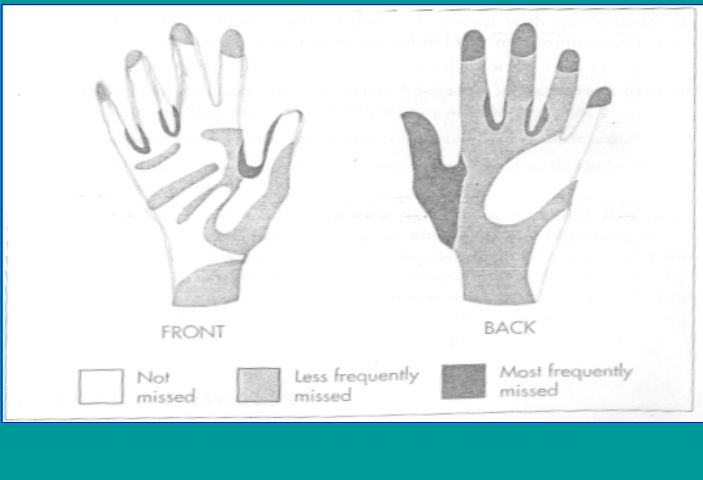 FRONT
BACK
Not
missed
Less frequently
missed
Most frequently
missed